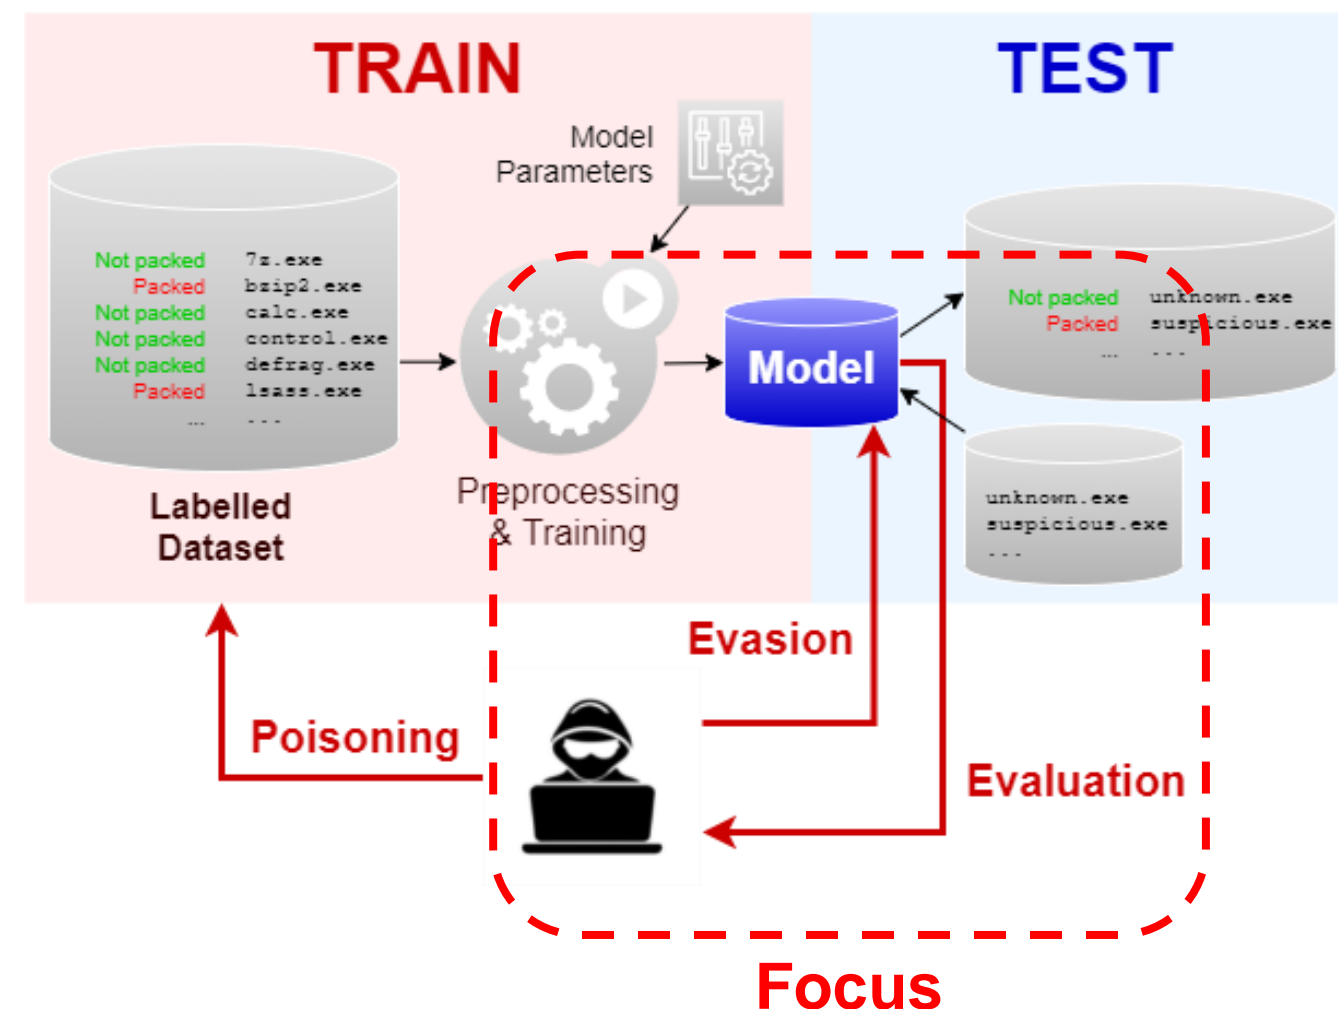 TRAIN
TEST
Model
Parameters
Not packed 7z.exe
Packed bzip2.exe
Not packed calc.exe
Not packed control.exe
Not packed defrag.exe
Packed lsass.exe
... ...
Labelled
Dataset
Preprocessing
& Training
Model
Not packed unknown.exe
Packed suspicious.exe
... ...
unknown.exe
suspicious.exe
...
Evasion
Poisoning
Evaluation
Focus